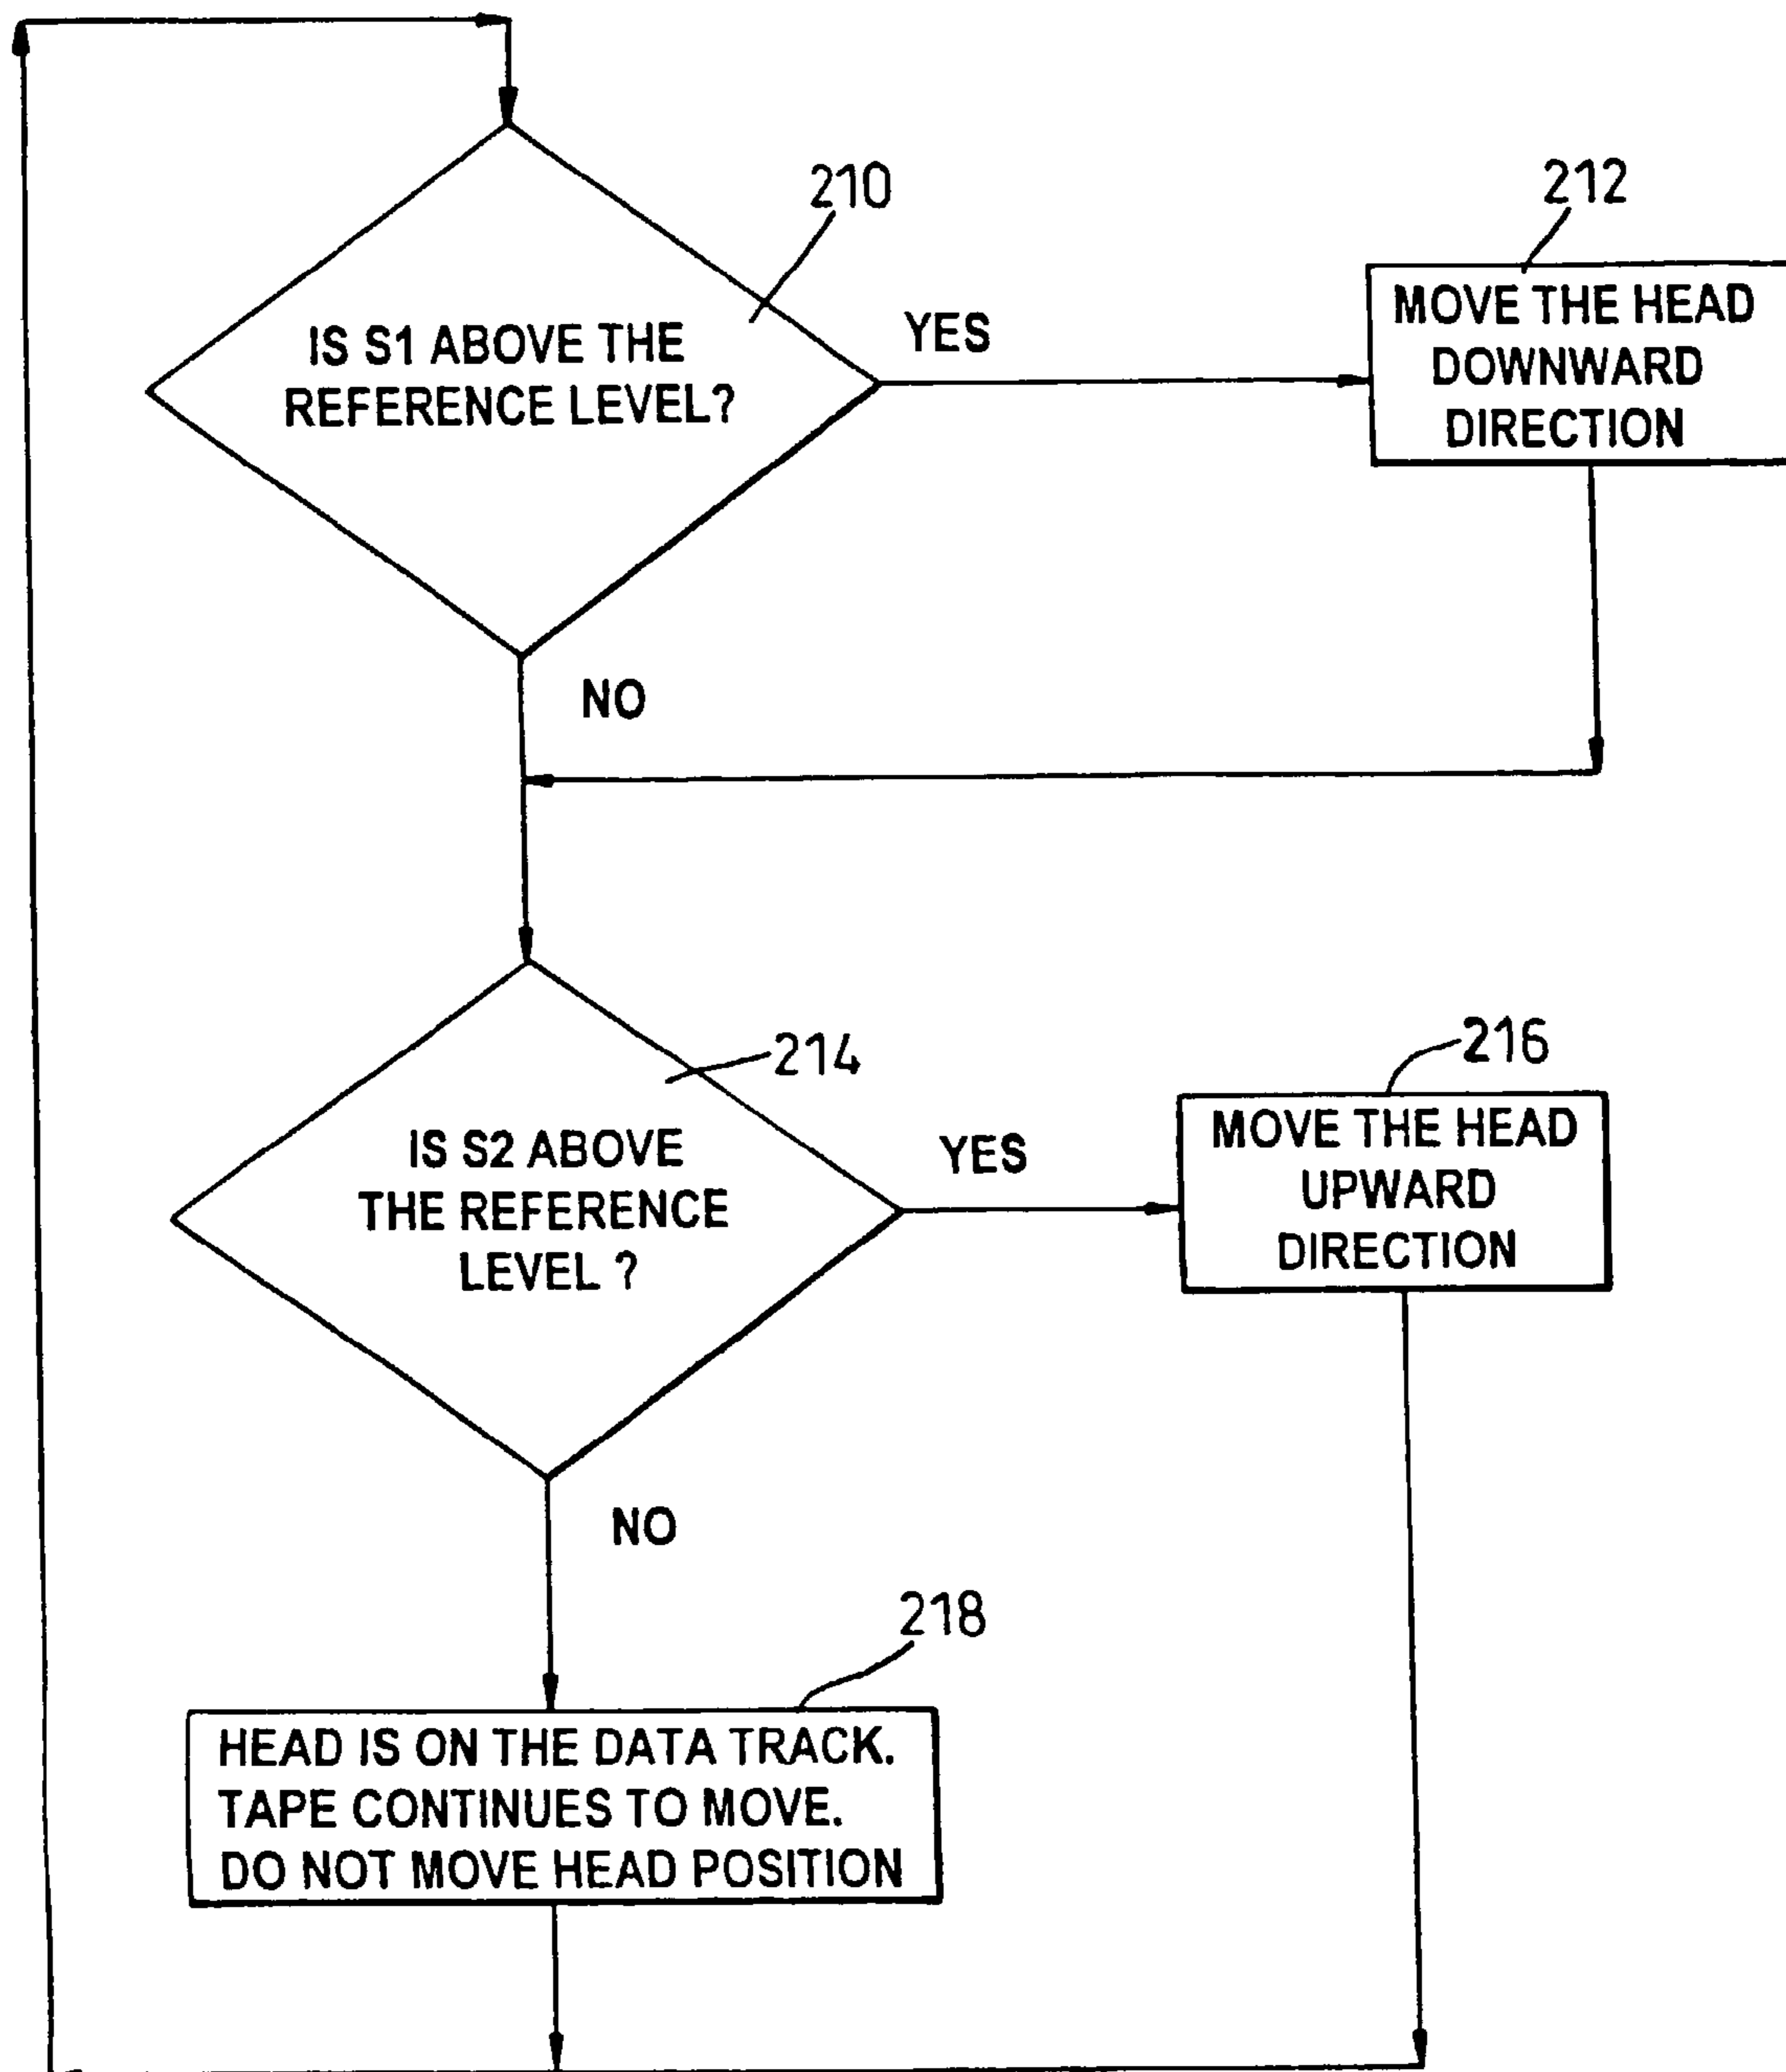 210
IS S1 ABOVE THE
REFERENCE LEVEL?
YES
212
MOVE THE HEAD
DOWNWARD
DIRECTION
NO
214
IS S2 ABOVE
THE REFERENCE
LEVEL ?
YES
216
MOVE THE HEAD
UPWARD
DIRECTION
NO
218
HEAD IS ON THE DATA TRACK.
TAPE CONTINUES TO MOVE.
DO NOT MOVE HEAD POSITION